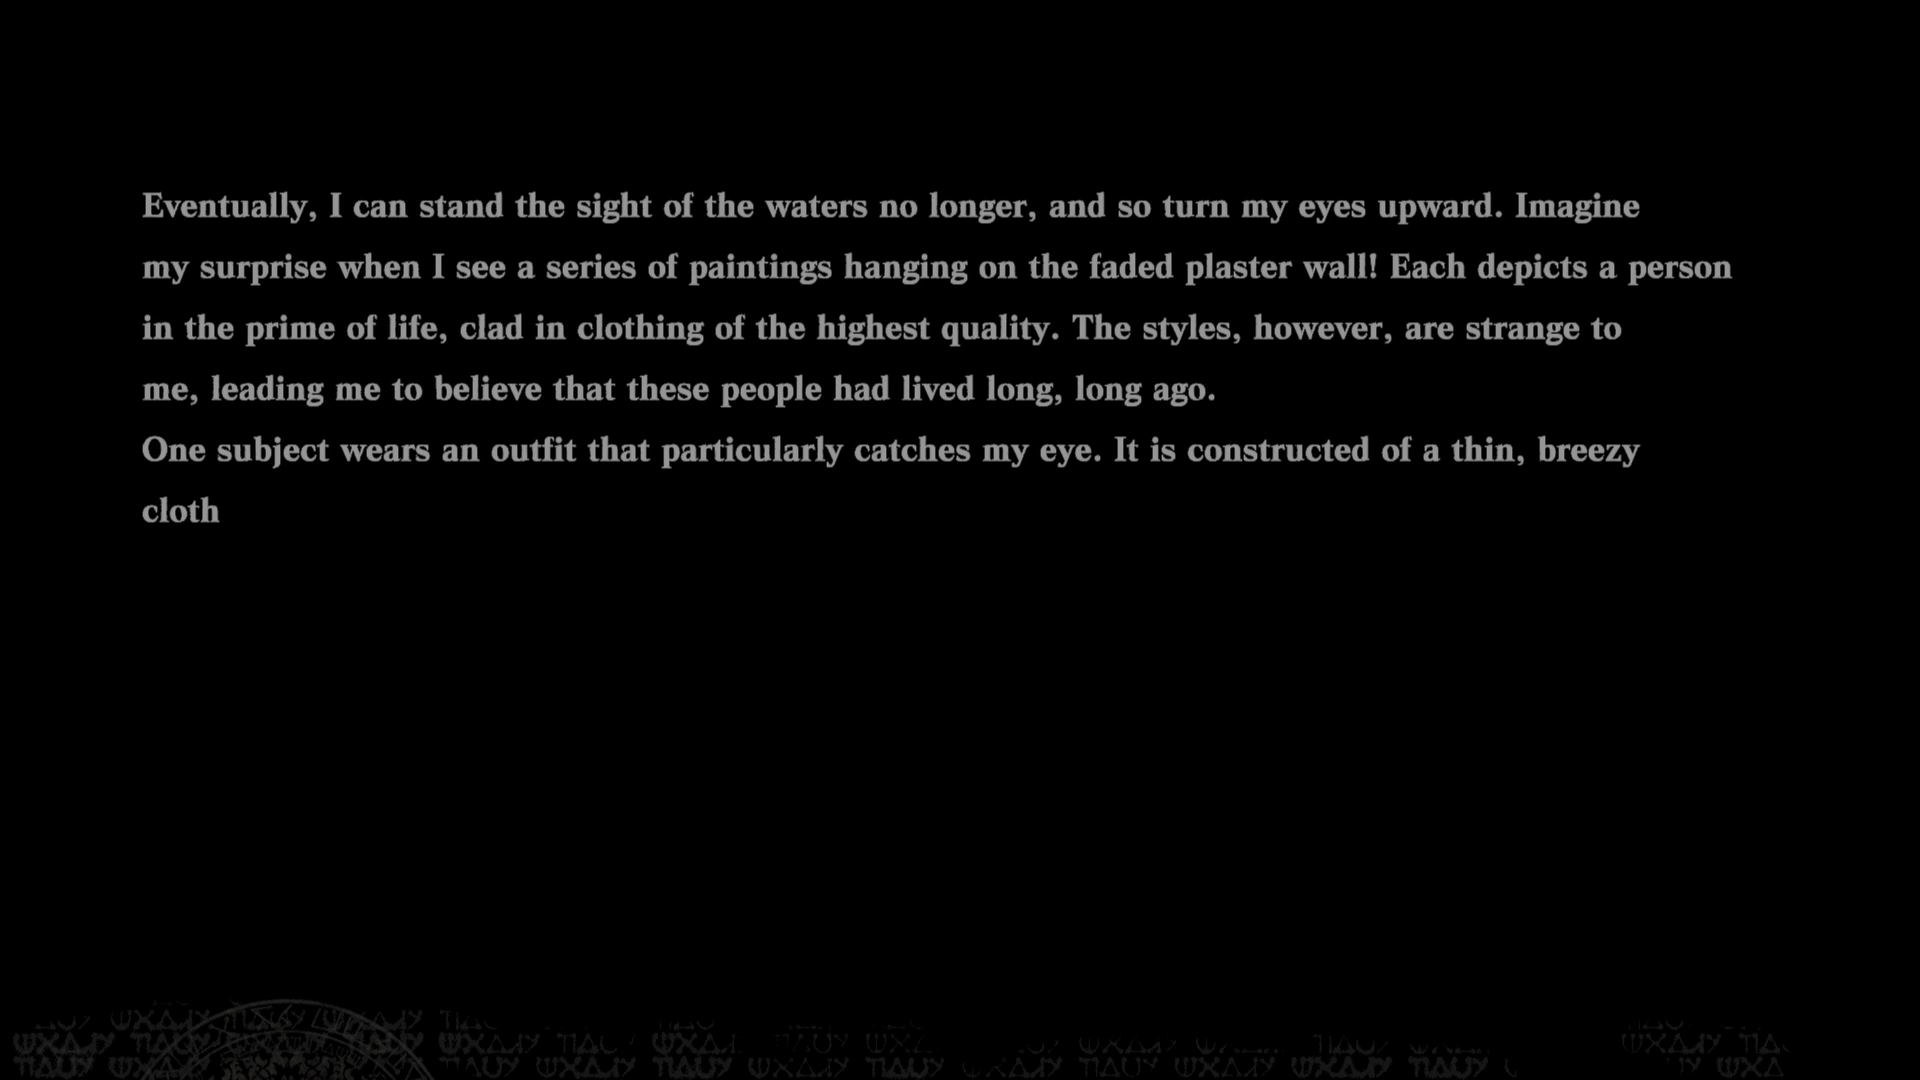 Eventually, I can stand the sight of the waters no longer, and so turn my eyes upward. Imagine
my surprise when I see a series of paintings hanging on the faded plaster wall! Each depicts a person
in the prime of life, clad in clothing of the highest quality. The styles, however, are strange to
me, leading me to believe that these people had lived long, long ago.
One subject wears an outfit that particularly catches my eye. It is constructed of a thin, breezy
cloth